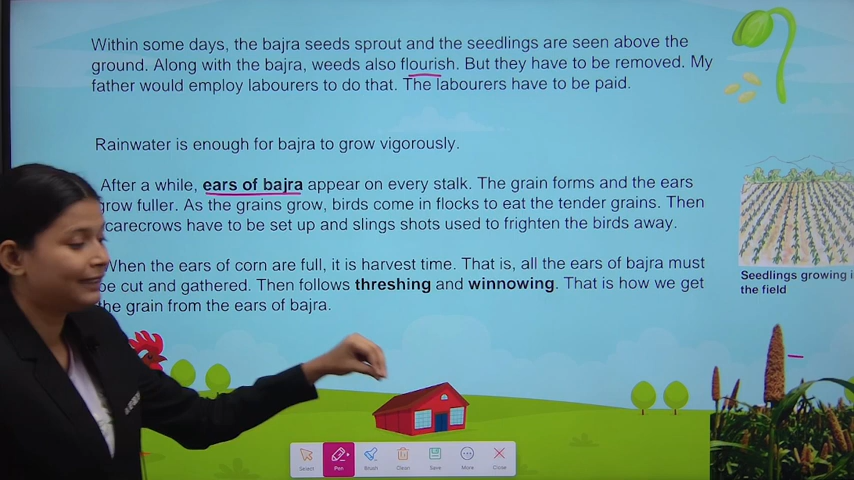 Within some days, the bajra seeds sprout and the seedlings are seen above the
ground. Along with the bajra, weeds also flourish. But they have to be removed. My
father would employ labourers to do that. The labourers have to be paid.
Rainwater is enough for bajra to grow vigorously.
After a while, ears of bajra appear on every stalk. The grain forms and the ears
grow fuller. As the grains grow, birds come in flocks to eat the tender grains. Then
carecrows have to be set up and slings shots used to frighten the birds away.
When the ears of corn are full, it is harvest time. That is, all the ears of bajra must
be cut and gathered. Then follows threshing and winnowing. That is how we get
the grain from the ears of bajra.
Seedlings growing i
the field
Select
Pen
Brush
Clean
Save
More
Close